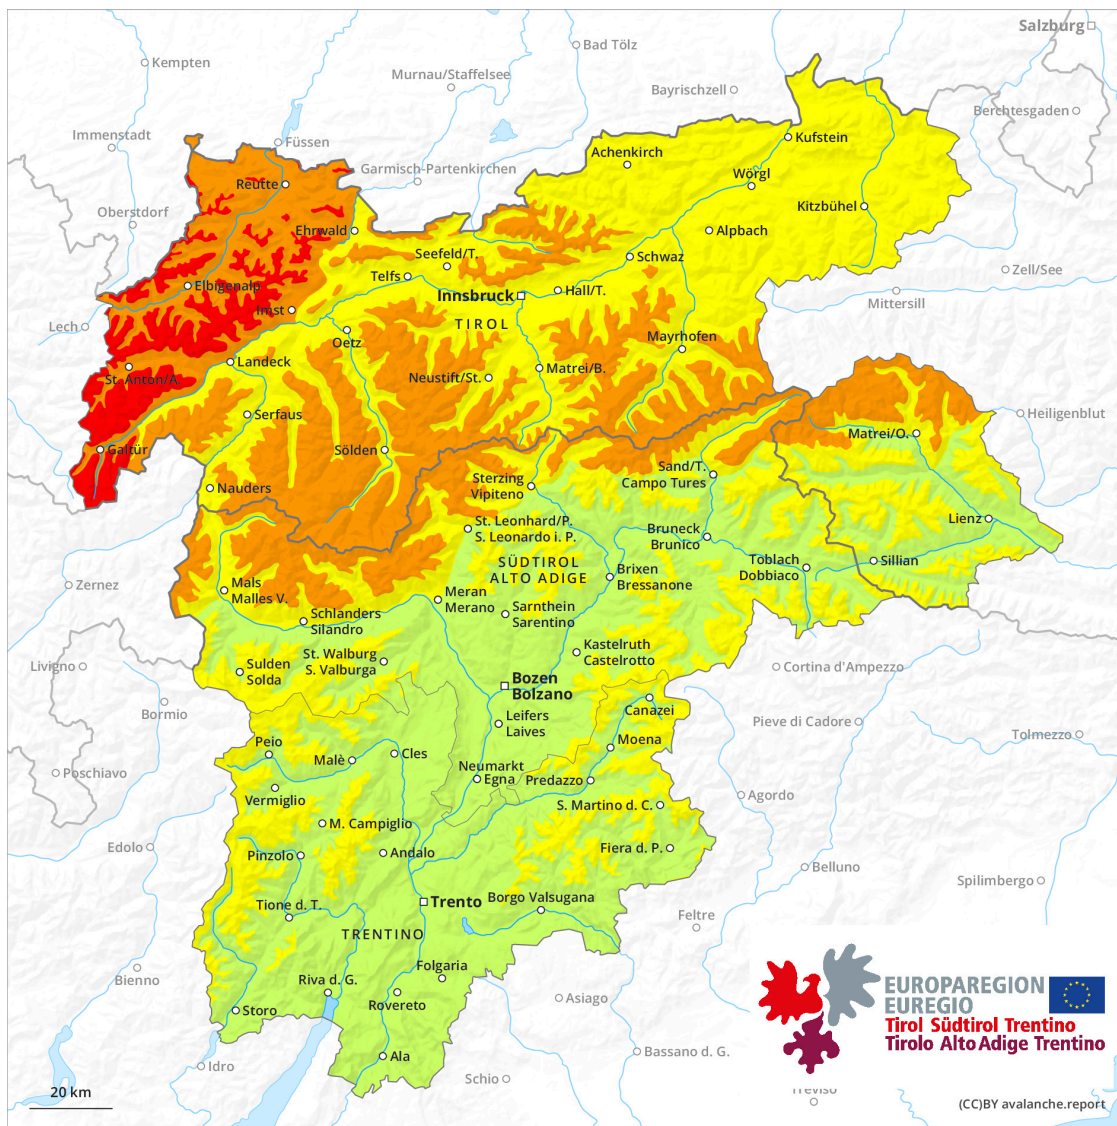 Salzburg
Bad Tölz
Kempten
Murnau/Staffelsee
Bayrischzell
Berchtesgaden
Immenstadt
Füssen
Kufstein
Achenkirch
Garmisch-Partenkirchen
Wörgl
Reutte
Oberstdorf
Kitzbühel
Ehrwald
Alpbach
Seefeld/T.
Schwaz
Zell/See
Telfs
Elbigenalp
Hall/T.
Innsbruck
Mittersill
Imst
Lech
TIROL
Oetz
Mayrhofen
Landeck
Matrei/B.
St. Anton/A.
Neustift/St.
Serfaus
Heiligenblut
Matrei/O.
Galtür
Sölden
Sand/T.
Campo Tures
Sterzing
Vipiteno
Nauders
Lienz
St. Leonhard/P.
S. Leonardo i. P.
Bruneck
Brunico
SÜDTIROL
ALTO ADIGE
Toblach
Dobbiaco
Sillian
Zernez
Mals
Malles V.
Brixen
Bressanone
Meran
Merano
Sarnthein
Sarentino
Schlanders
Silandro
Kastelruth
Castelrotto
St. Walburg
S. Valburga
Livigno
Sulden
Solda
Cortina d'Ampezzo
Bozen
Bolzano
Canazei
Bormio
Leifers
Laives
Pieve di Cadore
Tolmezzo
Moena
Peio
Cles
Malè
Poschiavo
Neumarkt
Egna
Predazzo
Vermiglio
Agordo
S. Martino d. C.
M. Campiglio
Edolo
Fiera d. P.
Pinzolo
Andalo
Belluno
Spilimbergo
Borgo Valsugana
Trento
Tione d. T.
Feltre
TRENTINO
Folgaria
Bienno
Riva d. G.
Rovereto
Asiago
Storo
EUROPAREGION
EUREGIO
Tirol Südtirol Trentino
Tirolo Alto Adige Trentino
Bassano d. G.
Ala
Idro
Schio
Treviso
20 km
(CC)BY avalanche.report